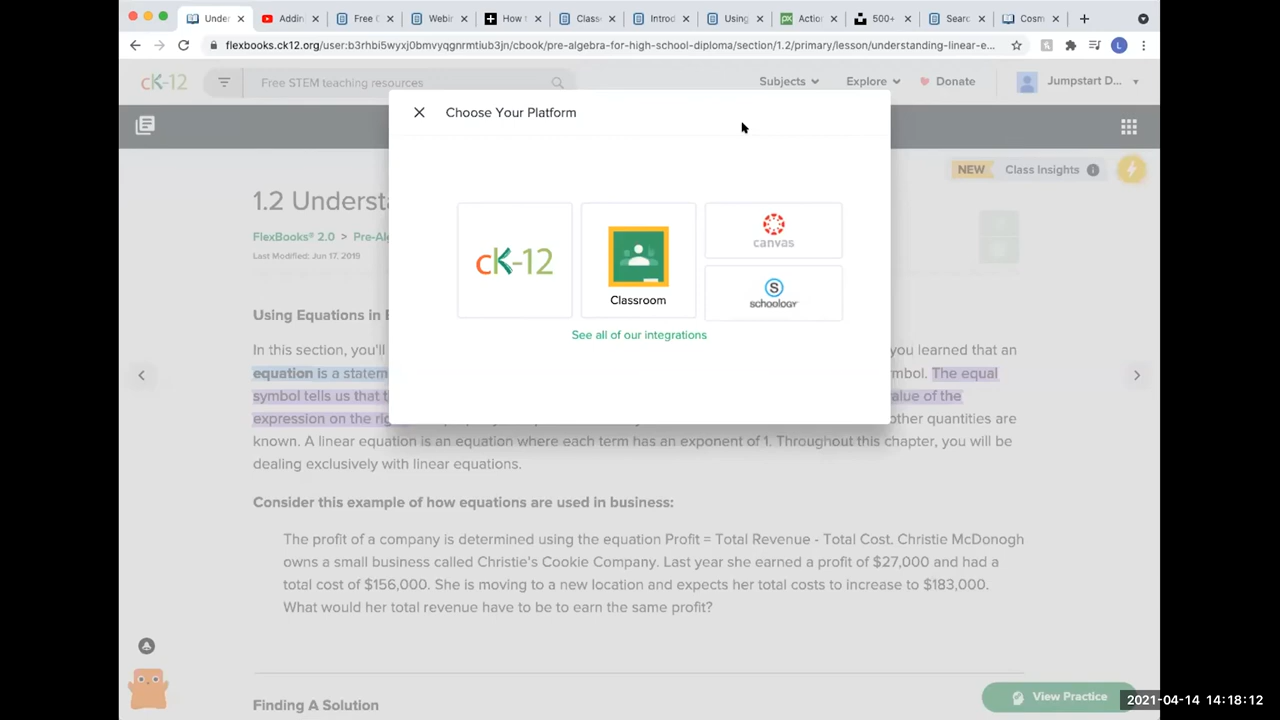 Under
Addin
Free (
Webir
How t
Class
Introd
Using
Action
500+
Searc
Cosm
flexbooks.ck12.org/user:b3rhbi5wyxj0bmvyqgnrmtiub3jn/cbook/pre-algebra-for-high-school-diploma/section/1.2/primary/lesson/understanding-linear-e...
L
cK-12
Free STEM teaching resources
Subjects
Explore
Donate
Jumpstart D...
Choose Your Platform
NEW Class Insights
1.2 Underst
FlexBooks® 2.0 > Pre-Al
Last Modified: Jun 17, 2019
cK-12
Classroom
canvas
S
schoology
See all of our integrations
Using Equations in
In this section, you'll you learned that an
equation is a statem mbol. The equal
symbol tells us that t alue of the
expression on the ri other quantities are
known. A linear equation is an equation where each term has an exponent of 1. Throughout this chapter, you will be
dealing exclusively with linear equations.
Consider this example of how equations are used in business:
The profit of a company is determined using the equation Profit = Total Revenue - Total Cost. Christie McDonogh
owns a small business called Christie's Cookie Company. Last year she earned a profit of $27,000 and had a
total cost of $156,000. She is moving to a new location and expects her total costs to increase to $183,000.
What would her total revenue have to be to earn the same profit?
Finding A Solution
View Practice
2021-04-14 14:18:12